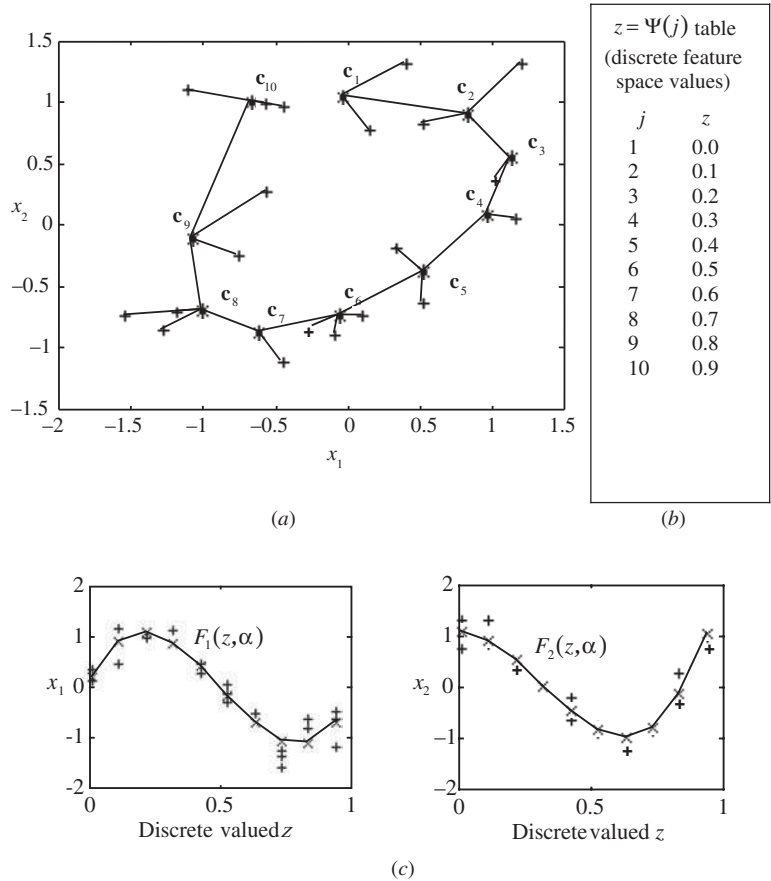 1.5
1
0.5
0
−0.5
−1
−1.5
x₂
−2
−1.5
−1
−0.5
0
0.5
1
1.5
x₁
c₁
c₂
c₃
c₄
c₅
c₆
c₇
c₈
c₉
c₁₀
(a)
z = Ψ(j) table
(discrete feature
space values)
j z
1 0.0
2 0.1
3 0.2
4 0.3
5 0.4
6 0.5
7 0.6
8 0.7
9 0.8
10 0.9
(b)
2
1
x₁ 0
−1
−2
F₁(z,α)
0 0.5 1
Discrete valued z
2
1
x₂ 0
−1
−2
F₂(z,α)
0 0.5 1
Discrete valued z
(c)